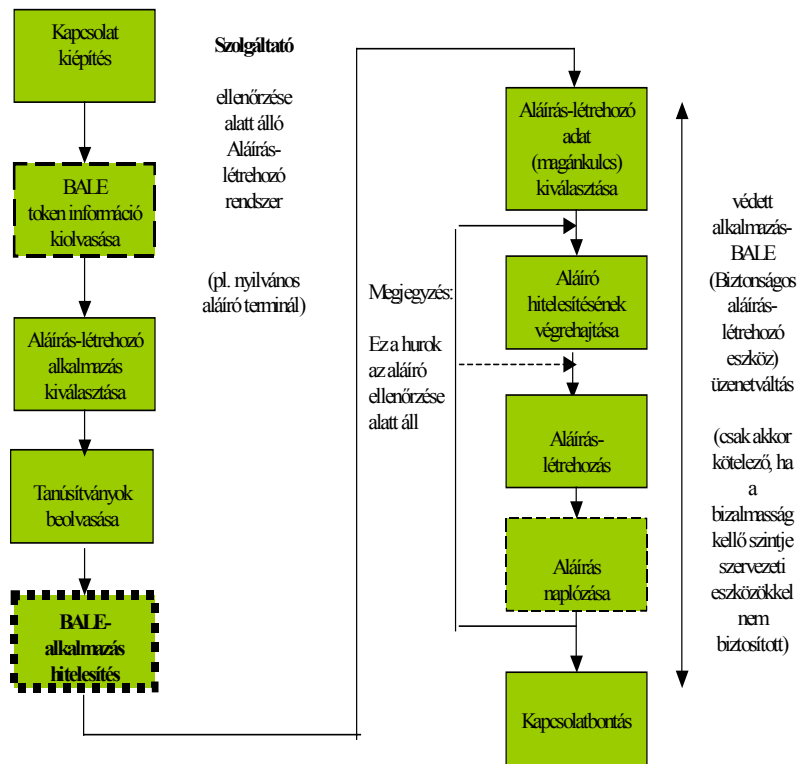 Kapcsolat
kiépítés
BALE
token információ
kiolvasása
Aláírás-létrehozó
alkalmazás
kiválasztása
Tanúsítványok
beolvasása
BALE-
alkalmazás
hitelesítés
Szolgáltató
ellenőrzése
alatt álló
Aláírás-
létrehozó
rendszer
(pl. nyilvános
aláíró terminál)
Megjegyzés:
Ez a hurok
az aláíró
ellenőrzése
alatt áll
Aláírás-létrehozó
adat
(magánkulcs)
kiválasztása
Aláíró
hitelesítésének
végrehajtása
Aláírás-
létrehozás
Aláírás
naplózása
Kapcsolatbontás
védett
alkalmazás-
BALE
(Biztonságos
aláírás-
létrehozó
eszköz)
üzenetváltás
(csak akkor
kötelező, ha
a
bizalmasság
kellő szintje
szervezeti
eszközökkel
nem
biztosított)